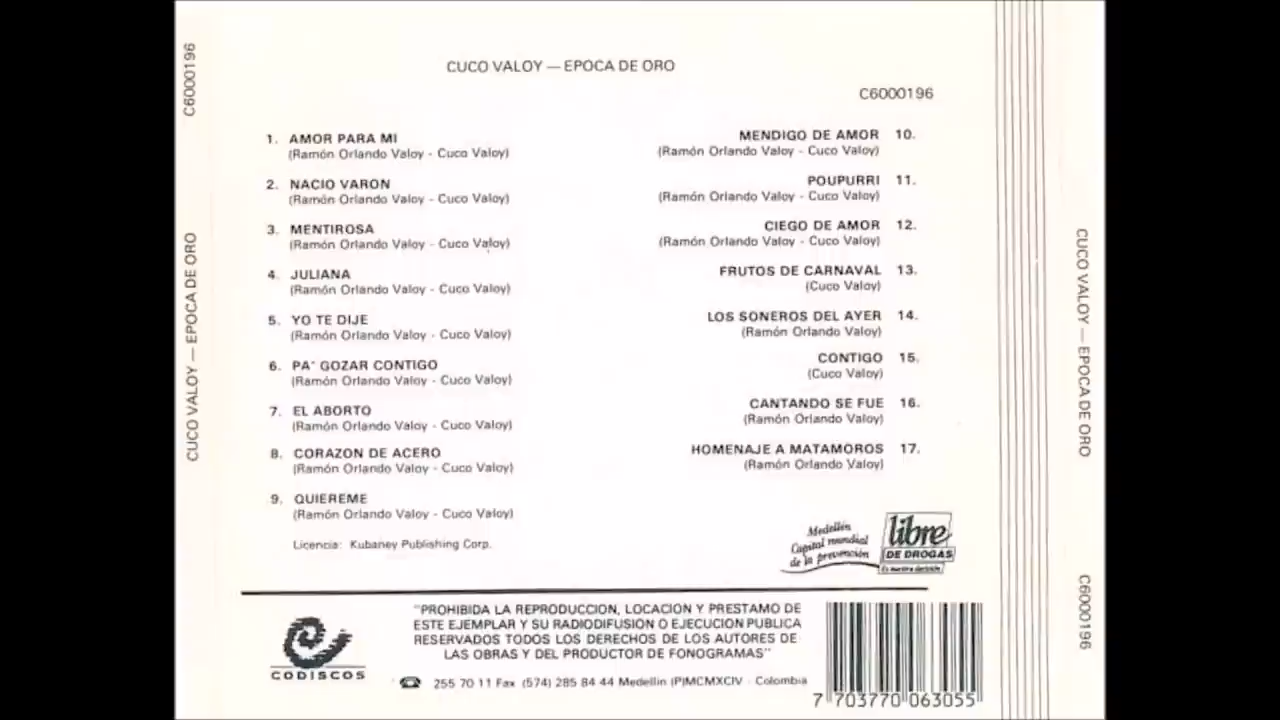 CUCO VALOY — EPOCA DE ORO
C6000196
1. AMOR PARA MI
(Ramón Orlando Valoy - Cuco Valoy)
2. NACIO VARON
(Ramón Orlando Valoy - Cuco Valoy)
3. MENTIROSA
(Ramón Orlando Valoy - Cuco Valoy)
4. JULIANA
(Ramón Orlando Valoy - Cuco Valoy)
5. YO TE DIJE
(Ramón Orlando Valoy - Cuco Valoy)
6. PA' GOZAR CONTIGO
(Ramón Orlando Valoy - Cuco Valoy)
7. EL ABORTO
(Ramón Orlando Valoy - Cuco Valoy)
8. CORAZON DE ACERO
(Ramón Orlando Valoy - Cuco Valoy)
9. QUIEREME
(Ramón Orlando Valoy - Cuco Valoy)
Licencia: Kubaney Publishing Corp.
MENDIGO DE AMOR 10.
(Ramón Orlando Valoy - Cuco Valoy)
POUPURRI 11.
(Ramón Orlando Valoy - Cuco Valoy)
CIEGO DE AMOR 12.
(Ramón Orlando Valoy - Cuco Valoy)
FRUTOS DE CARNAVAL 13.
(Cuco Valoy)
LOS SONEROS DEL AYER 14.
(Ramón Orlando Valoy)
CONTIGO 15.
(Cuco Valoy)
CANTANDO SE FUE 16.
(Ramón Orlando Valoy)
HOMENAJE A MATAMOROS 17.
(Ramón Orlando Valoy)
Medellín
Capital mundial
de la prevención
libre
DE DROGAS
Es nuestra decisión
CODISCOS
"PROHIBIDA LA REPRODUCCION, LOCACION Y PRESTAMO DE
ESTE EJEMPLAR Y SU RADIODIFUSION O EJECUCION PUBLICA
RESERVADOS TODOS LOS DERECHOS DE LOS AUTORES DE
LAS OBRAS Y DEL PRODUCTOR DE FONOGRAMAS"
255 70 11 Fax (574) 285 84 44 Medellín (P)MCMXCIV - Colombia
7 703770 063055
C6000196
CUCO VALOY — EPOCA DE ORO
CUCO VALOY — EPOCA DE ORO
C6000196